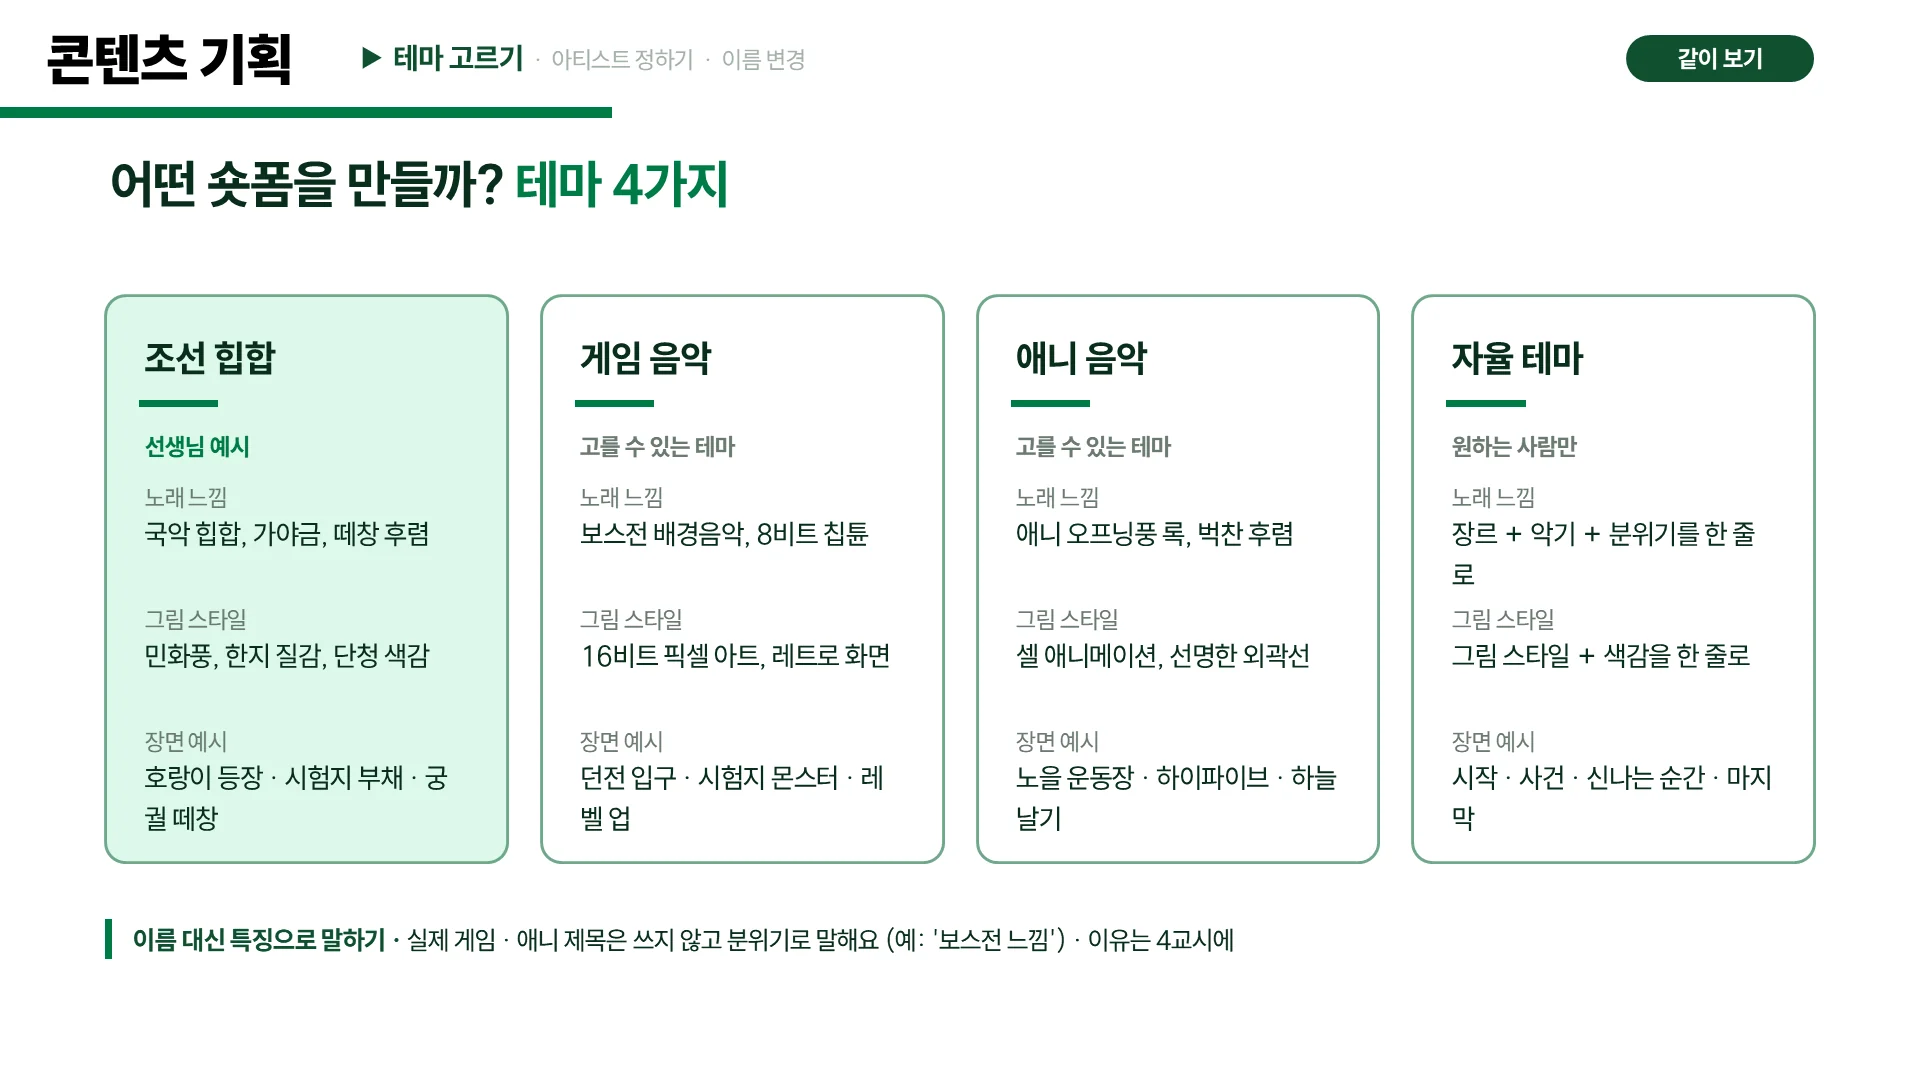 콘텐츠 기획
▶ 테마 고르기 · 아티스트 정하기 · 이름 변경
같이 보기
어떤 숏폼을 만들까? 테마 4가지
조선 힙합
선생님 예시
노래 느낌
국악 힙합, 가야금, 떼창 후렴
그림 스타일
민화풍, 한지 질감, 단청 색감
장면 예시
호랑이 등장 · 시험지 부채 · 궁
궐 떼창
게임 음악
고를 수 있는 테마
노래 느낌
보스전 배경음악, 8비트 칩튠
그림 스타일
16비트 픽셀 아트, 레트로 화면
장면 예시
던전 입구 · 시험지 몬스터 · 레
벨 업
애니 음악
고를 수 있는 테마
노래 느낌
애니 오프닝풍 록, 벅찬 후렴
그림 스타일
셀 애니메이션, 선명한 외곽선
장면 예시
노을 운동장 · 하이파이브 · 하늘
날기
자율 테마
원하는 사람만
노래 느낌
장르 + 악기 + 분위기를 한 줄
로
그림 스타일
그림 스타일 + 색감을 한 줄로
장면 예시
시작 · 사건 · 신나는 순간 · 마지
막
이름 대신 특징으로 말하기 · 실제 게임 · 애니 제목은 쓰지 않고 분위기로 말해요 (예: '보스전 느낌') · 이유는 4교시에